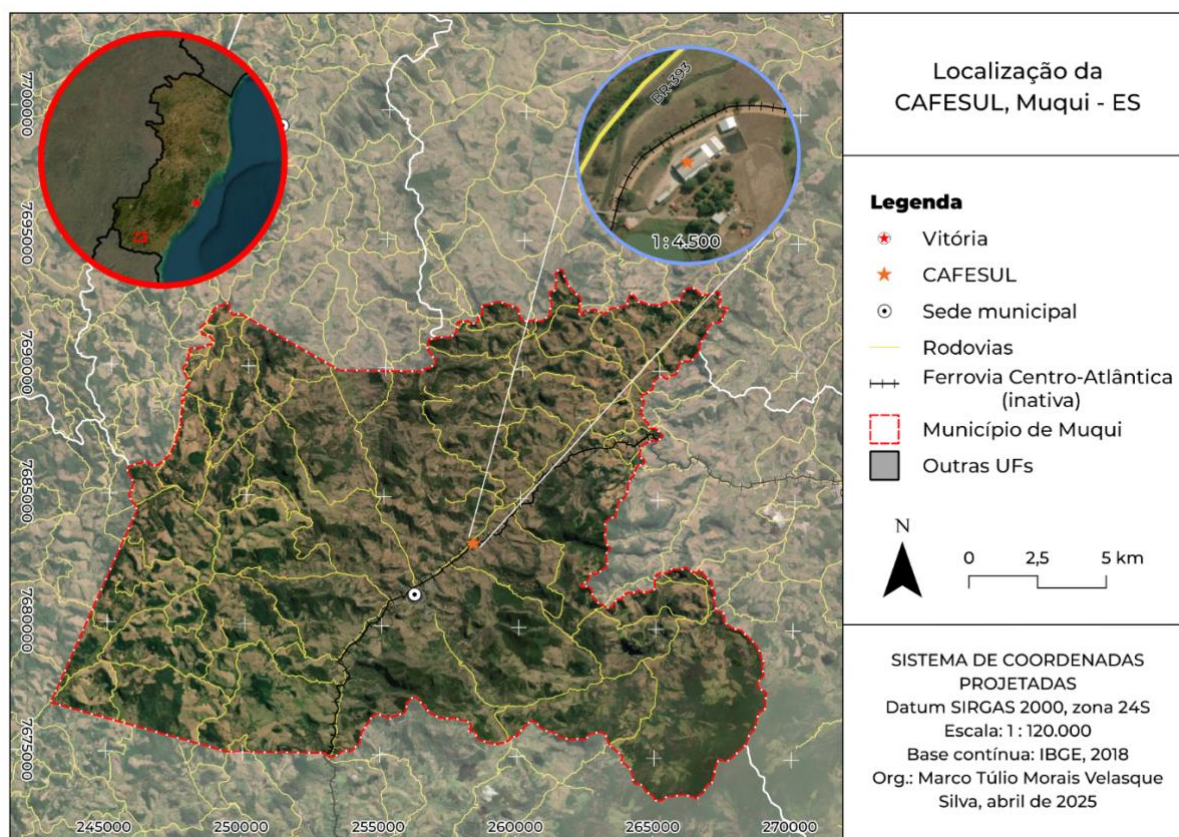 Localização da
CAFESUL, Muqui - ES
Legenda
Vitória
CAFESUL
Sede municipal
Rodovias
Ferrovia Centro-Atlântica
(inativa)
Município de Muqui
Outras UFs
N
0 2,5 5 km
SISTEMA DE COORDENADAS
PROJETADAS
Datum SIRGAS 2000, zona 24S
Escala: 1 : 120.000
Base contínua: IBGE, 2018
Org.: Marco Túlio Morais Velasque
Silva, abril de 2025
BR-393
1 : 4.500
7700000
7695000
7690000
7685000
7680000
7675000
245000
250000
255000
260000
265000
270000